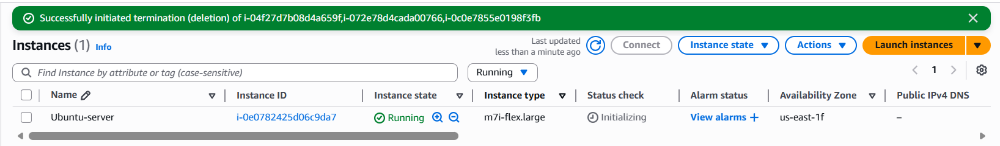 Successfully initiated termination (deletion) of i-04f27d7b08d4a659f,i-072e78d4cada00766,i-0c0e7855e0198f3fb
Instances (1) Info
Last updated
less than a minute ago
Connect
Instance state
Actions
Launch instances
Find Instance by attribute or tag (case-sensitive)
Running
1
Name Instance ID Instance state Instance type Status check Alarm status Availability Zone Public IPv4 DNS
Ubuntu-server i-0e0782425d06c9da7 Running m7i-flex.large Initializing View alarms + us-east-1f –